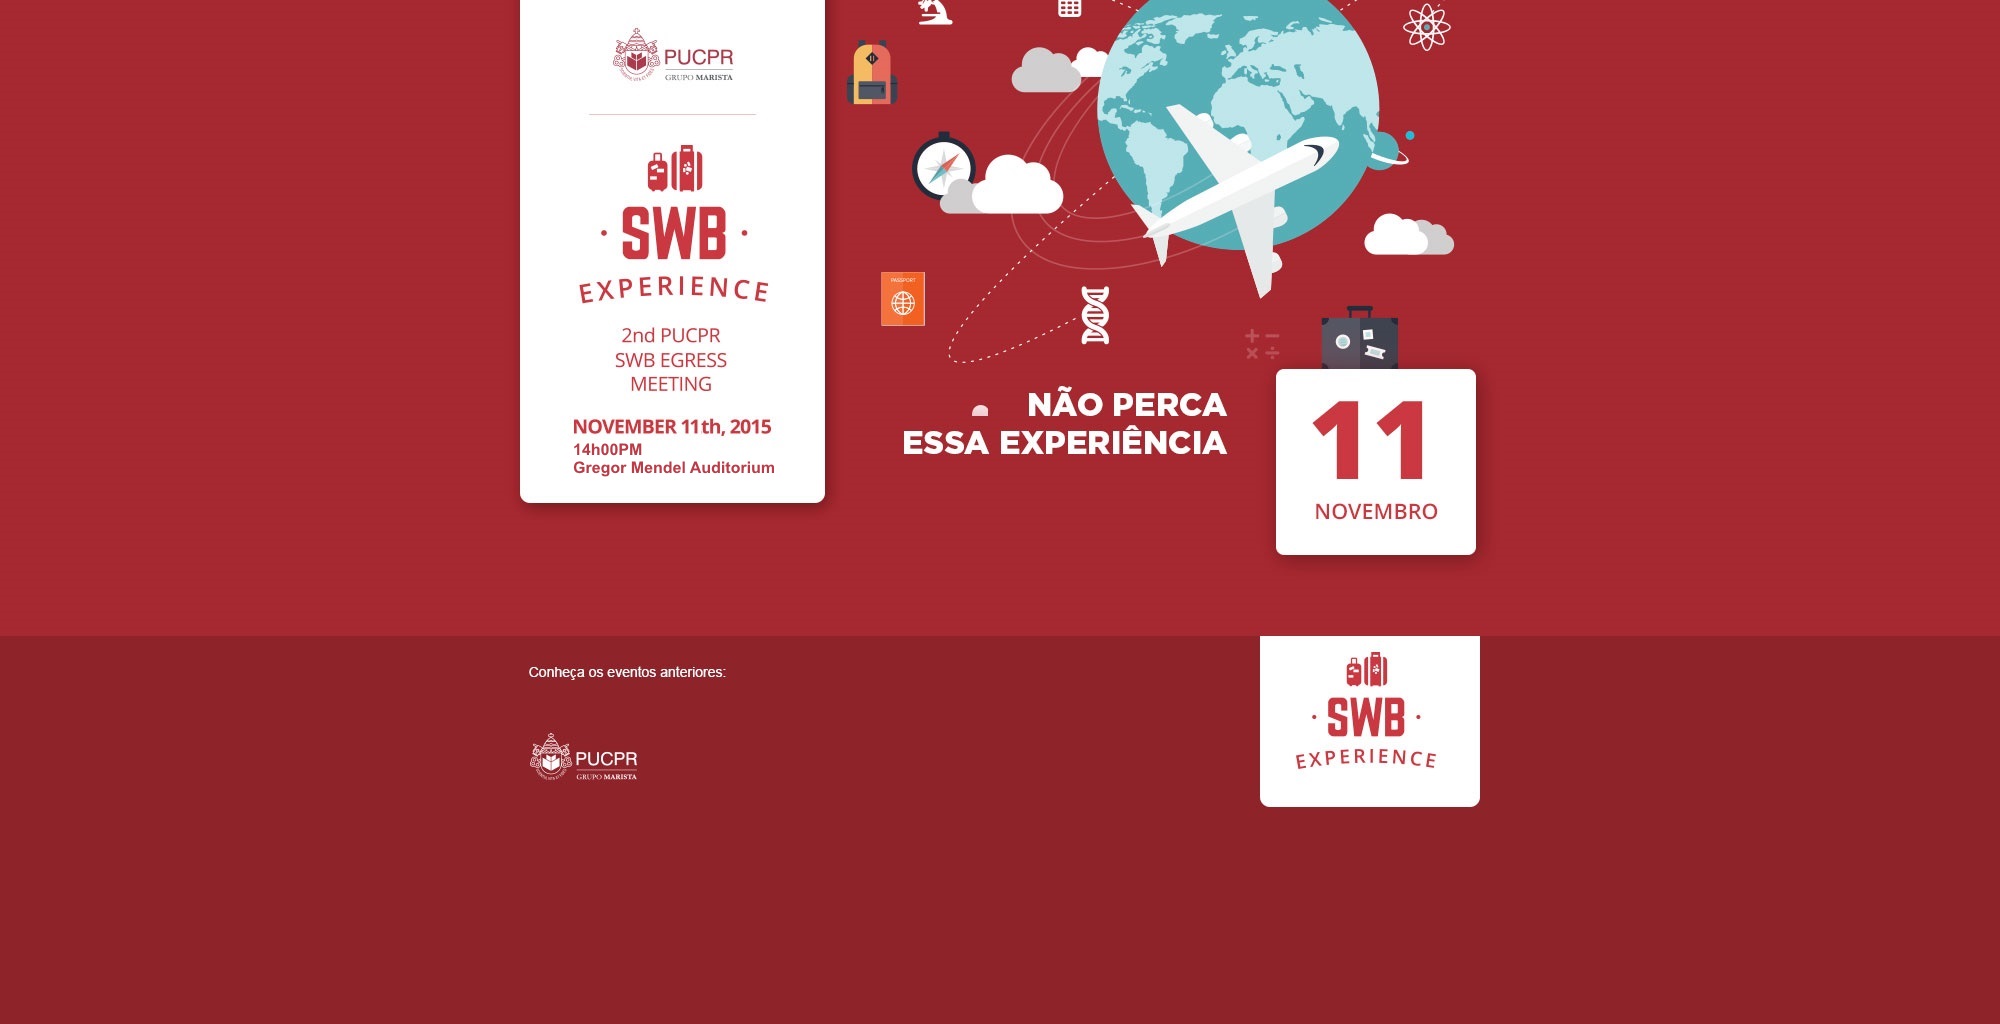 PUCPR
GRUPO MARISTA
SWB
EXPERIENCE
2nd PUCPR
SWB EGRESS
MEETING
NOVEMBER 11th, 2015
14h00PM
Gregor Mendel Auditorium
PASSPORT
NÃO PERCA
ESSA EXPERIÊNCIA
11
NOVEMBRO
Conheça os eventos anteriores:
PUCPR
GRUPO MARISTA
SWB
EXPERIENCE